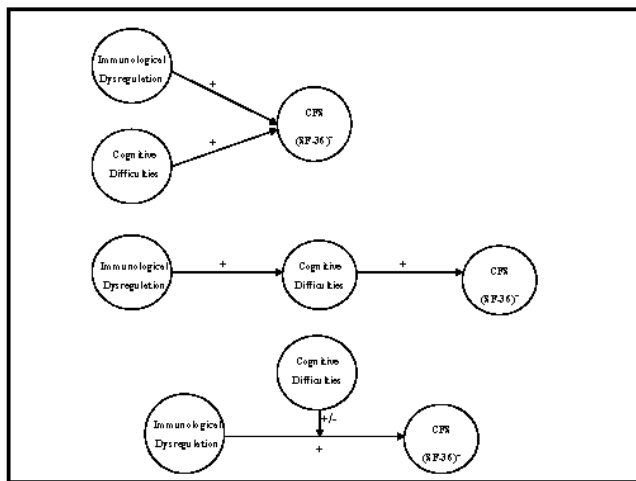 Immunological
Dysregulation
+
CFS
(SF-36)⁻
+
Cognitive
Difficulties
Immunological
Dysregulation
+
Cognitive
Difficulties
+
CFS
(SF-36)⁻
Cognitive
Difficulties
+/-
Immunological
Dysregulation
+
CFS
(SF-36)⁻